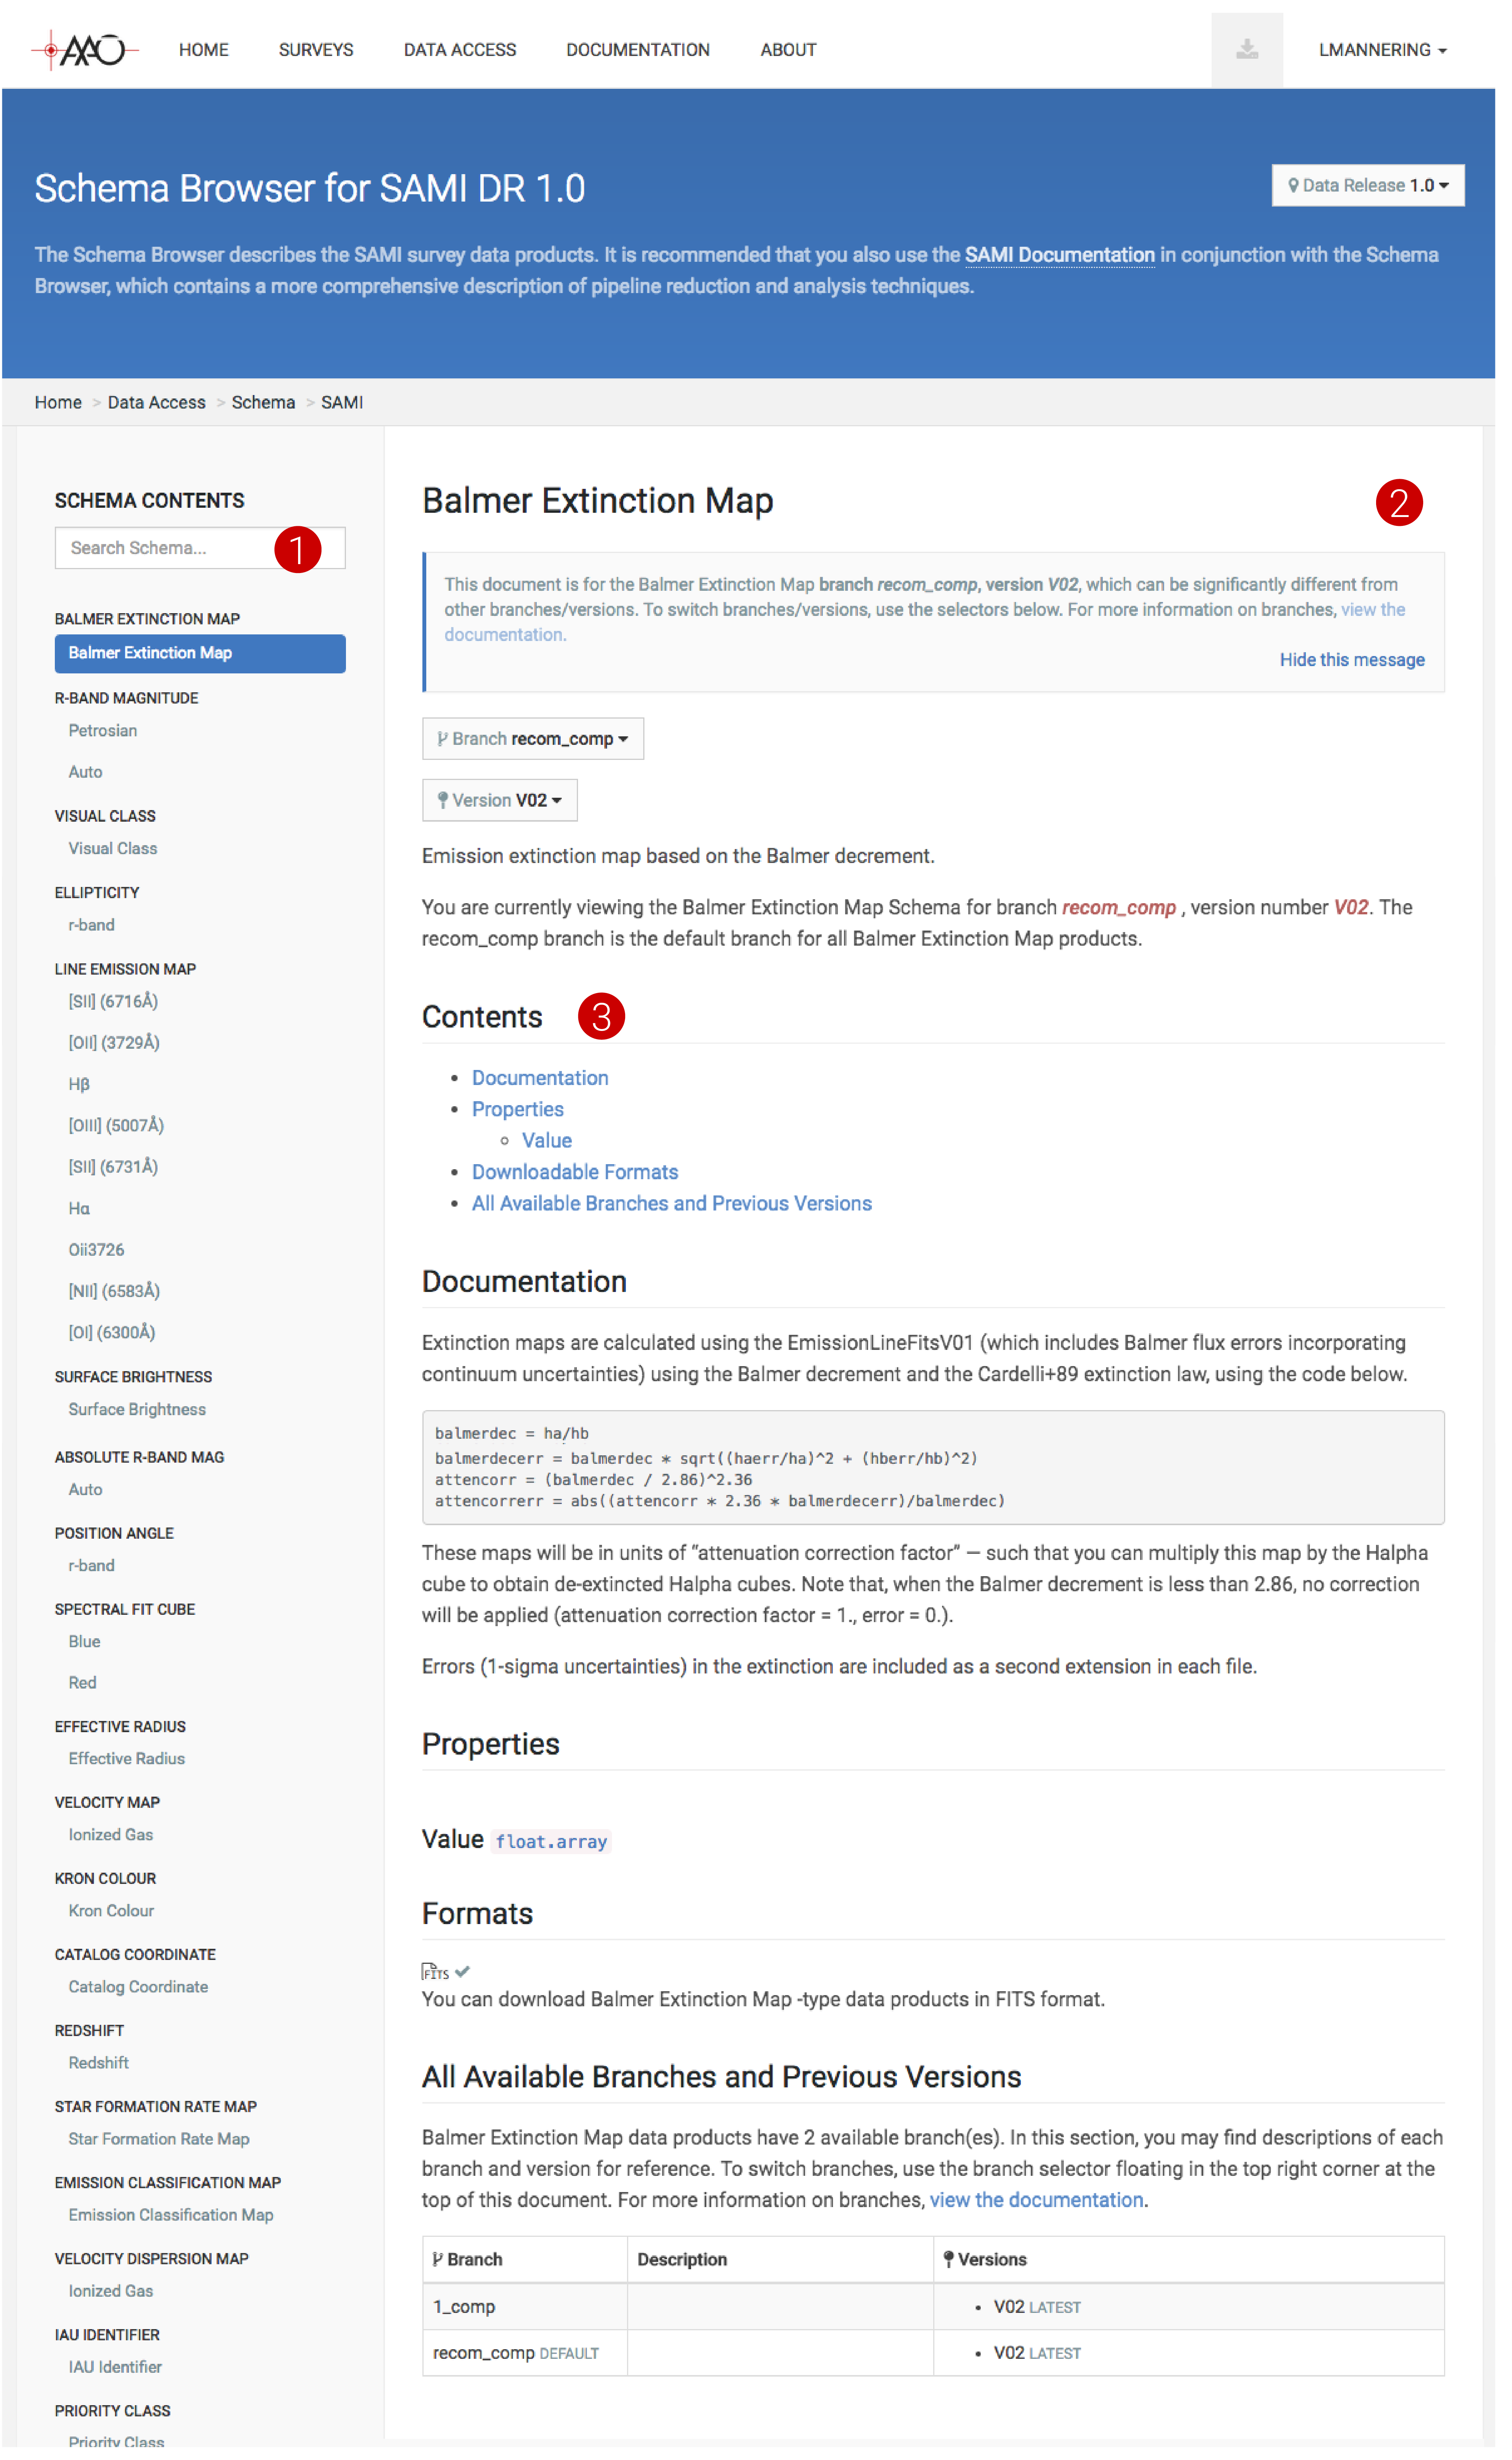 AAO HOME SURVEYS DATA ACCESS DOCUMENTATION ABOUT LMANNERING
Schema Browser for SAMI DR 1.0
Data Release 1.0
The Schema Browser describes the SAMI survey data products. It is recommended that you also use the SAMI Documentation in conjunction with the Schema
Browser, which contains a more comprehensive description of pipeline reduction and analysis techniques.
Home > Data Access > Schema > SAMI
SCHEMA CONTENTS
Search Schema... 1
BALMER EXTINCTION MAP
Balmer Extinction Map
R-BAND MAGNITUDE
Petrosian
Auto
VISUAL CLASS
Visual Class
ELLIPTICITY
r-band
LINE EMISSION MAP
[SII] (6716Å)
[OII] (3729Å)
Hβ
[OIII] (5007Å)
[SII] (6731Å)
Hα
Oii3726
[NII] (6583Å)
[OI] (6300Å)
SURFACE BRIGHTNESS
Surface Brightness
ABSOLUTE R-BAND MAG
Auto
POSITION ANGLE
r-band
SPECTRAL FIT CUBE
Blue
Red
EFFECTIVE RADIUS
Effective Radius
VELOCITY MAP
Ionized Gas
KRON COLOUR
Kron Colour
CATALOG COORDINATE
Catalog Coordinate
REDSHIFT
Redshift
STAR FORMATION RATE MAP
Star Formation Rate Map
EMISSION CLASSIFICATION MAP
Emission Classification Map
VELOCITY DISPERSION MAP
Ionized Gas
IAU IDENTIFIER
IAU Identifier
PRIORITY CLASS
Priority Class
Balmer Extinction Map 2
This document is for the Balmer Extinction Map branch recom_comp, version V02, which can be significantly different from
other branches/versions. To switch branches/versions, use the selectors below. For more information on branches, view the
documentation.
Hide this message
Branch recom_comp
Version V02
Emission extinction map based on the Balmer decrement.
You are currently viewing the Balmer Extinction Map Schema for branch recom_comp , version number V02. The
recom_comp branch is the default branch for all Balmer Extinction Map products.
Contents 3
• Documentation
• Properties
◦ Value
• Downloadable Formats
• All Available Branches and Previous Versions
Documentation
Extinction maps are calculated using the EmissionLineFitsV01 (which includes Balmer flux errors incorporating
continuum uncertainties) using the Balmer decrement and the Cardelli+89 extinction law, using the code below.
balmerdec = ha/hb
balmerdecerr = balmerdec * sqrt((haerr/ha)^2 + (hberr/hb)^2)
attencorr = (balmerdec / 2.86)^2.36
attencorrerr = abs((attencorr * 2.36 * balmerdecerr)/balmerdec)
These maps will be in units of “attenuation correction factor” — such that you can multiply this map by the Halpha
cube to obtain de-extincted Halpha cubes. Note that, when the Balmer decrement is less than 2.86, no correction
will be applied (attenuation correction factor = 1., error = 0.).
Errors (1-sigma uncertainties) in the extinction are included as a second extension in each file.
Properties
Value float.array
Formats
FITS
You can download Balmer Extinction Map -type data products in FITS format.
All Available Branches and Previous Versions
Balmer Extinction Map data products have 2 available branch(es). In this section, you may find descriptions of each
branch and version for reference. To switch branches, use the branch selector floating in the top right corner at the
top of this document. For more information on branches, view the documentation.
Branch Description Versions
1_comp • V02 LATEST
recom_comp DEFAULT • V02 LATEST